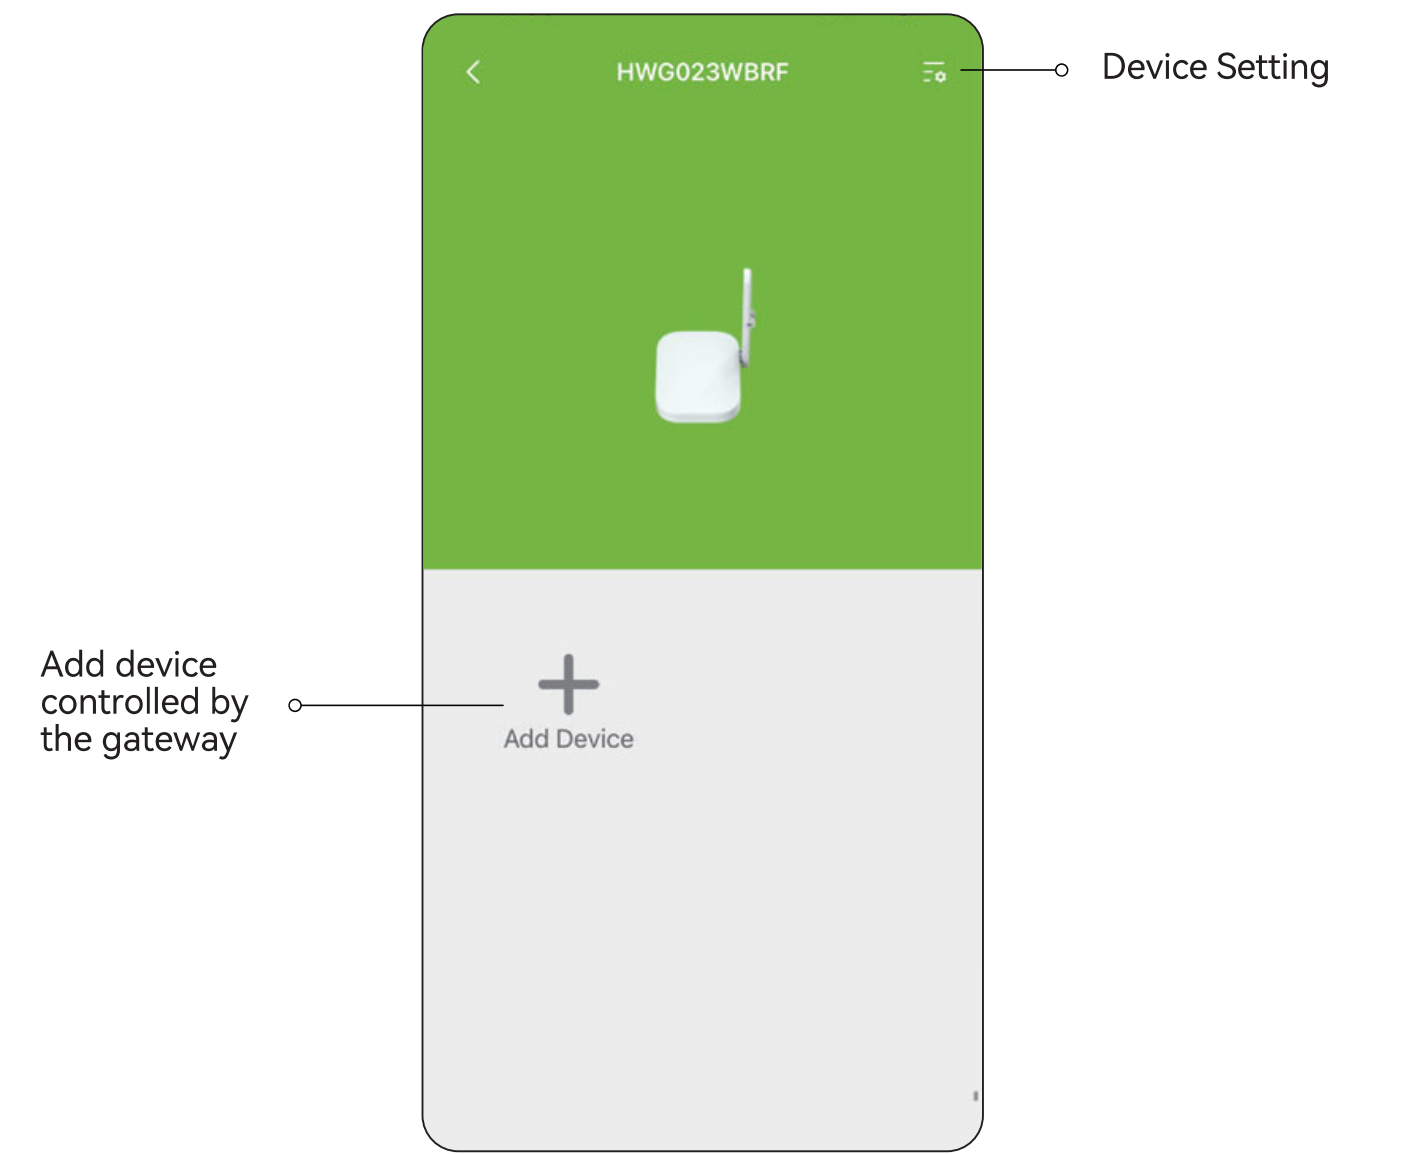 HWG023WBRF
Device Setting
Add device
controlled by
the gateway
Add Device